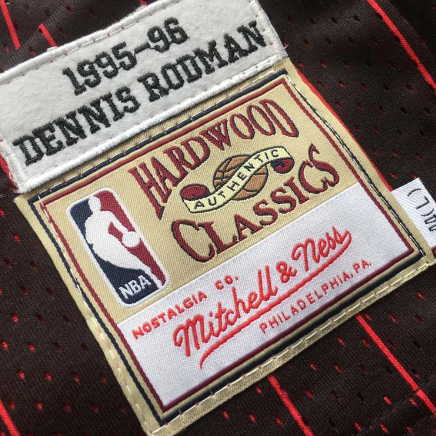 1995-96
DENNIS RODMAN
HARDWOOD
AUTHENTIC
CLASSICS
NBA
NOSTALGIA CO.
Mitchell & Ness
PHILADELPHIA, PA.